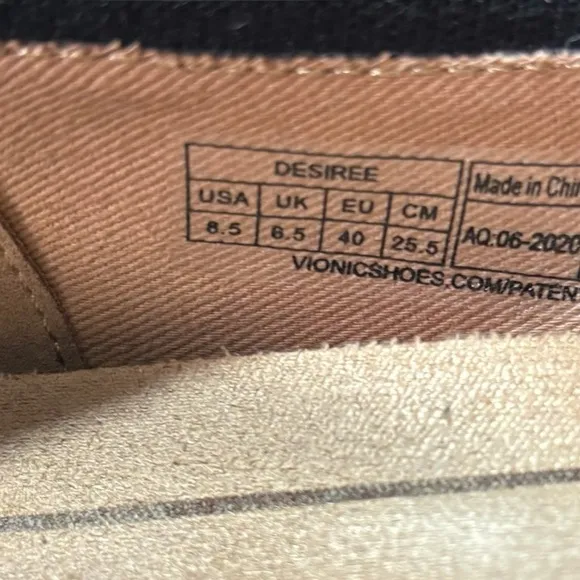 DESIREE
USA UK EU CM
8.5 6.5 40 25.5
Made in Chi
AQ:06-2020
VIONICSHOES.COM/PATEN